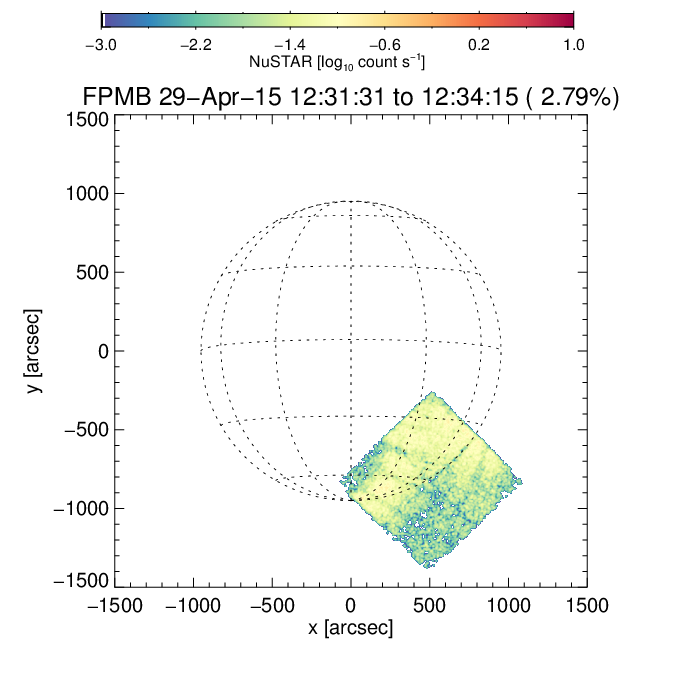 −3.0 −2.2 −1.4 −0.6 0.2 1.0
NuSTAR [log₁₀ count s⁻¹]
FPMB 29−Apr−15 12:31:31 to 12:34:15 ( 2.79%)
1500
1000
500
0
−500
−1000
−1500
y [arcsec]
−1500 −1000 −500 0 500 1000 1500
x [arcsec]